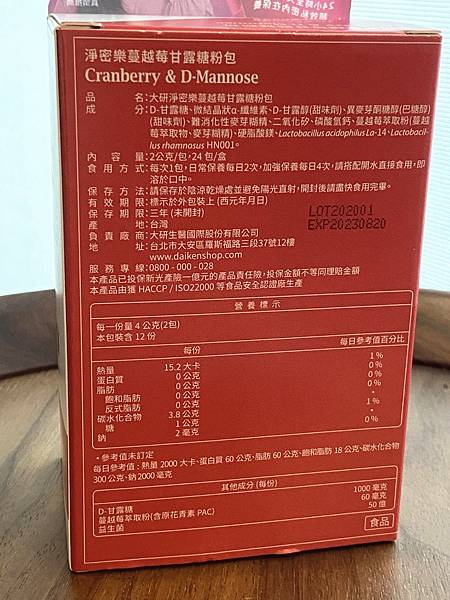 24小時全天
淨密樂蔓越莓甘露糖粉包
Cranberry & D-Mannose
品名：大研淨密樂蔓越莓甘露糖粉包
成分：D-甘露糖、微結晶狀α-纖維素、D-甘露醇(甜味劑)、異麥芽酮糖醇(巴糖醇)
(甜味劑)、難消化性麥芽糊精、二氧化矽、磷酸氫鈣、蔓越莓萃取粉(蔓越
莓萃取物、麥芽糊精)、硬脂酸鎂、Lactobacillus acidophilus La-14、Lactobacil-
lus rhamnosus HN001。
內容量：2公克/包，24包/盒
食用方式：每次1包，日常保養每日2次，加強保養每日4次，請搭配開水直接食用，即
溶於口中。
保存方法：請保存於陰涼乾燥處並避免陽光直射，開封後請盡快食用完畢。
有效期限：標示於外包裝上 (西元年月日)
保存期限：三年 (未開封)
產地：台灣
負責廠商：大研生醫國際股份有限公司
地址：台北市大安區羅斯福路三段37號12樓
www.daikenshop.com
LOT202001
EXP20230820
服務專線：0800 - 000 - 028
本產品已投保新光產險一億元的產品責任險，投保金額不等同理賠金額
本產品由獲 HACCP / ISO22000 等食品安全認證廠生產
營養標示
每一份量 4 公克(2包)
本包裝含 12 份
每份 每日參考值百分比
熱量 15.2 大卡 1%
蛋白質 0 公克
脂肪 0 公克
飽和脂肪 0 公克
反式脂肪 0 公克 •
碳水化合物 3.8 公克 1%
糖 1 公克 •
鈉 2 毫克 0%
•參考值未訂定
每日參考值：熱量 2000 大卡、蛋白質 60 公克、脂肪 60 公克、飽和脂肪 18 公克、碳水化合物
300 公克、鈉 2000 毫克
其他成分 (每份)
D-甘露糖 1000 毫克
蔓越莓萃取粉(含原花青素 PAC) 60 毫克
益生菌 50 億
食品